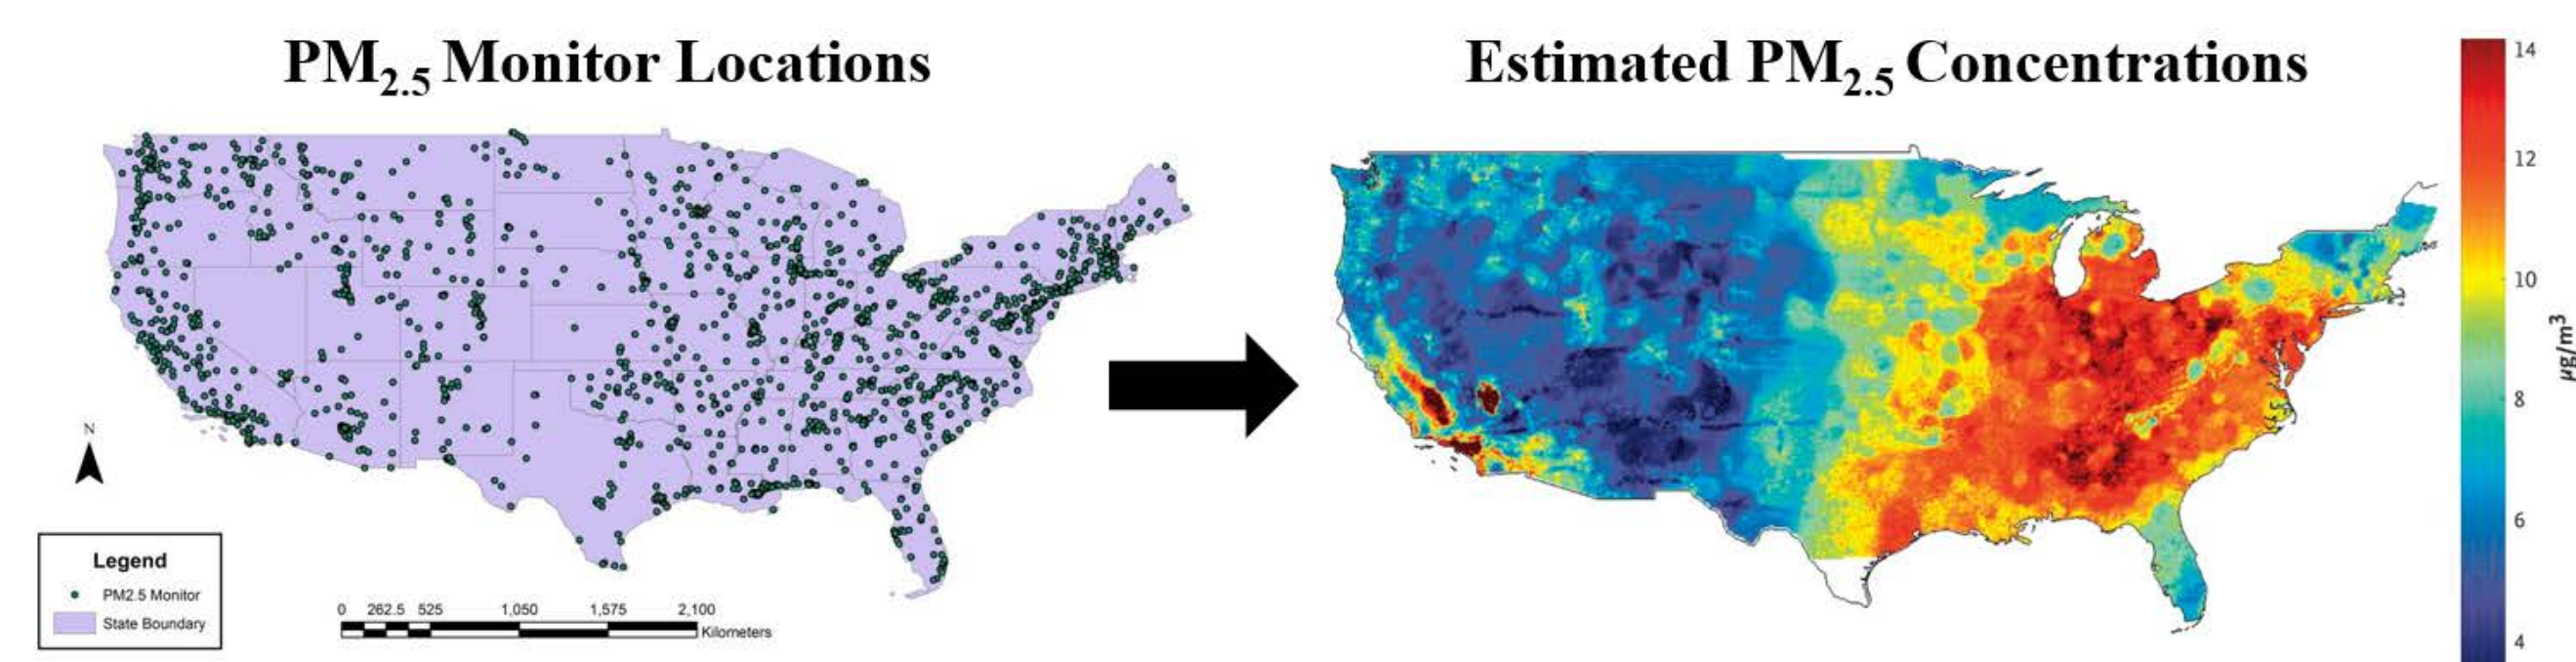 PM2.5 Monitor Locations
N
Legend
PM2.5 Monitor
State Boundary
0 262.5 525 1,050 1,575 2,100
Kilometers
Estimated PM2.5 Concentrations
14
12
10
8
6
4
µg/m³